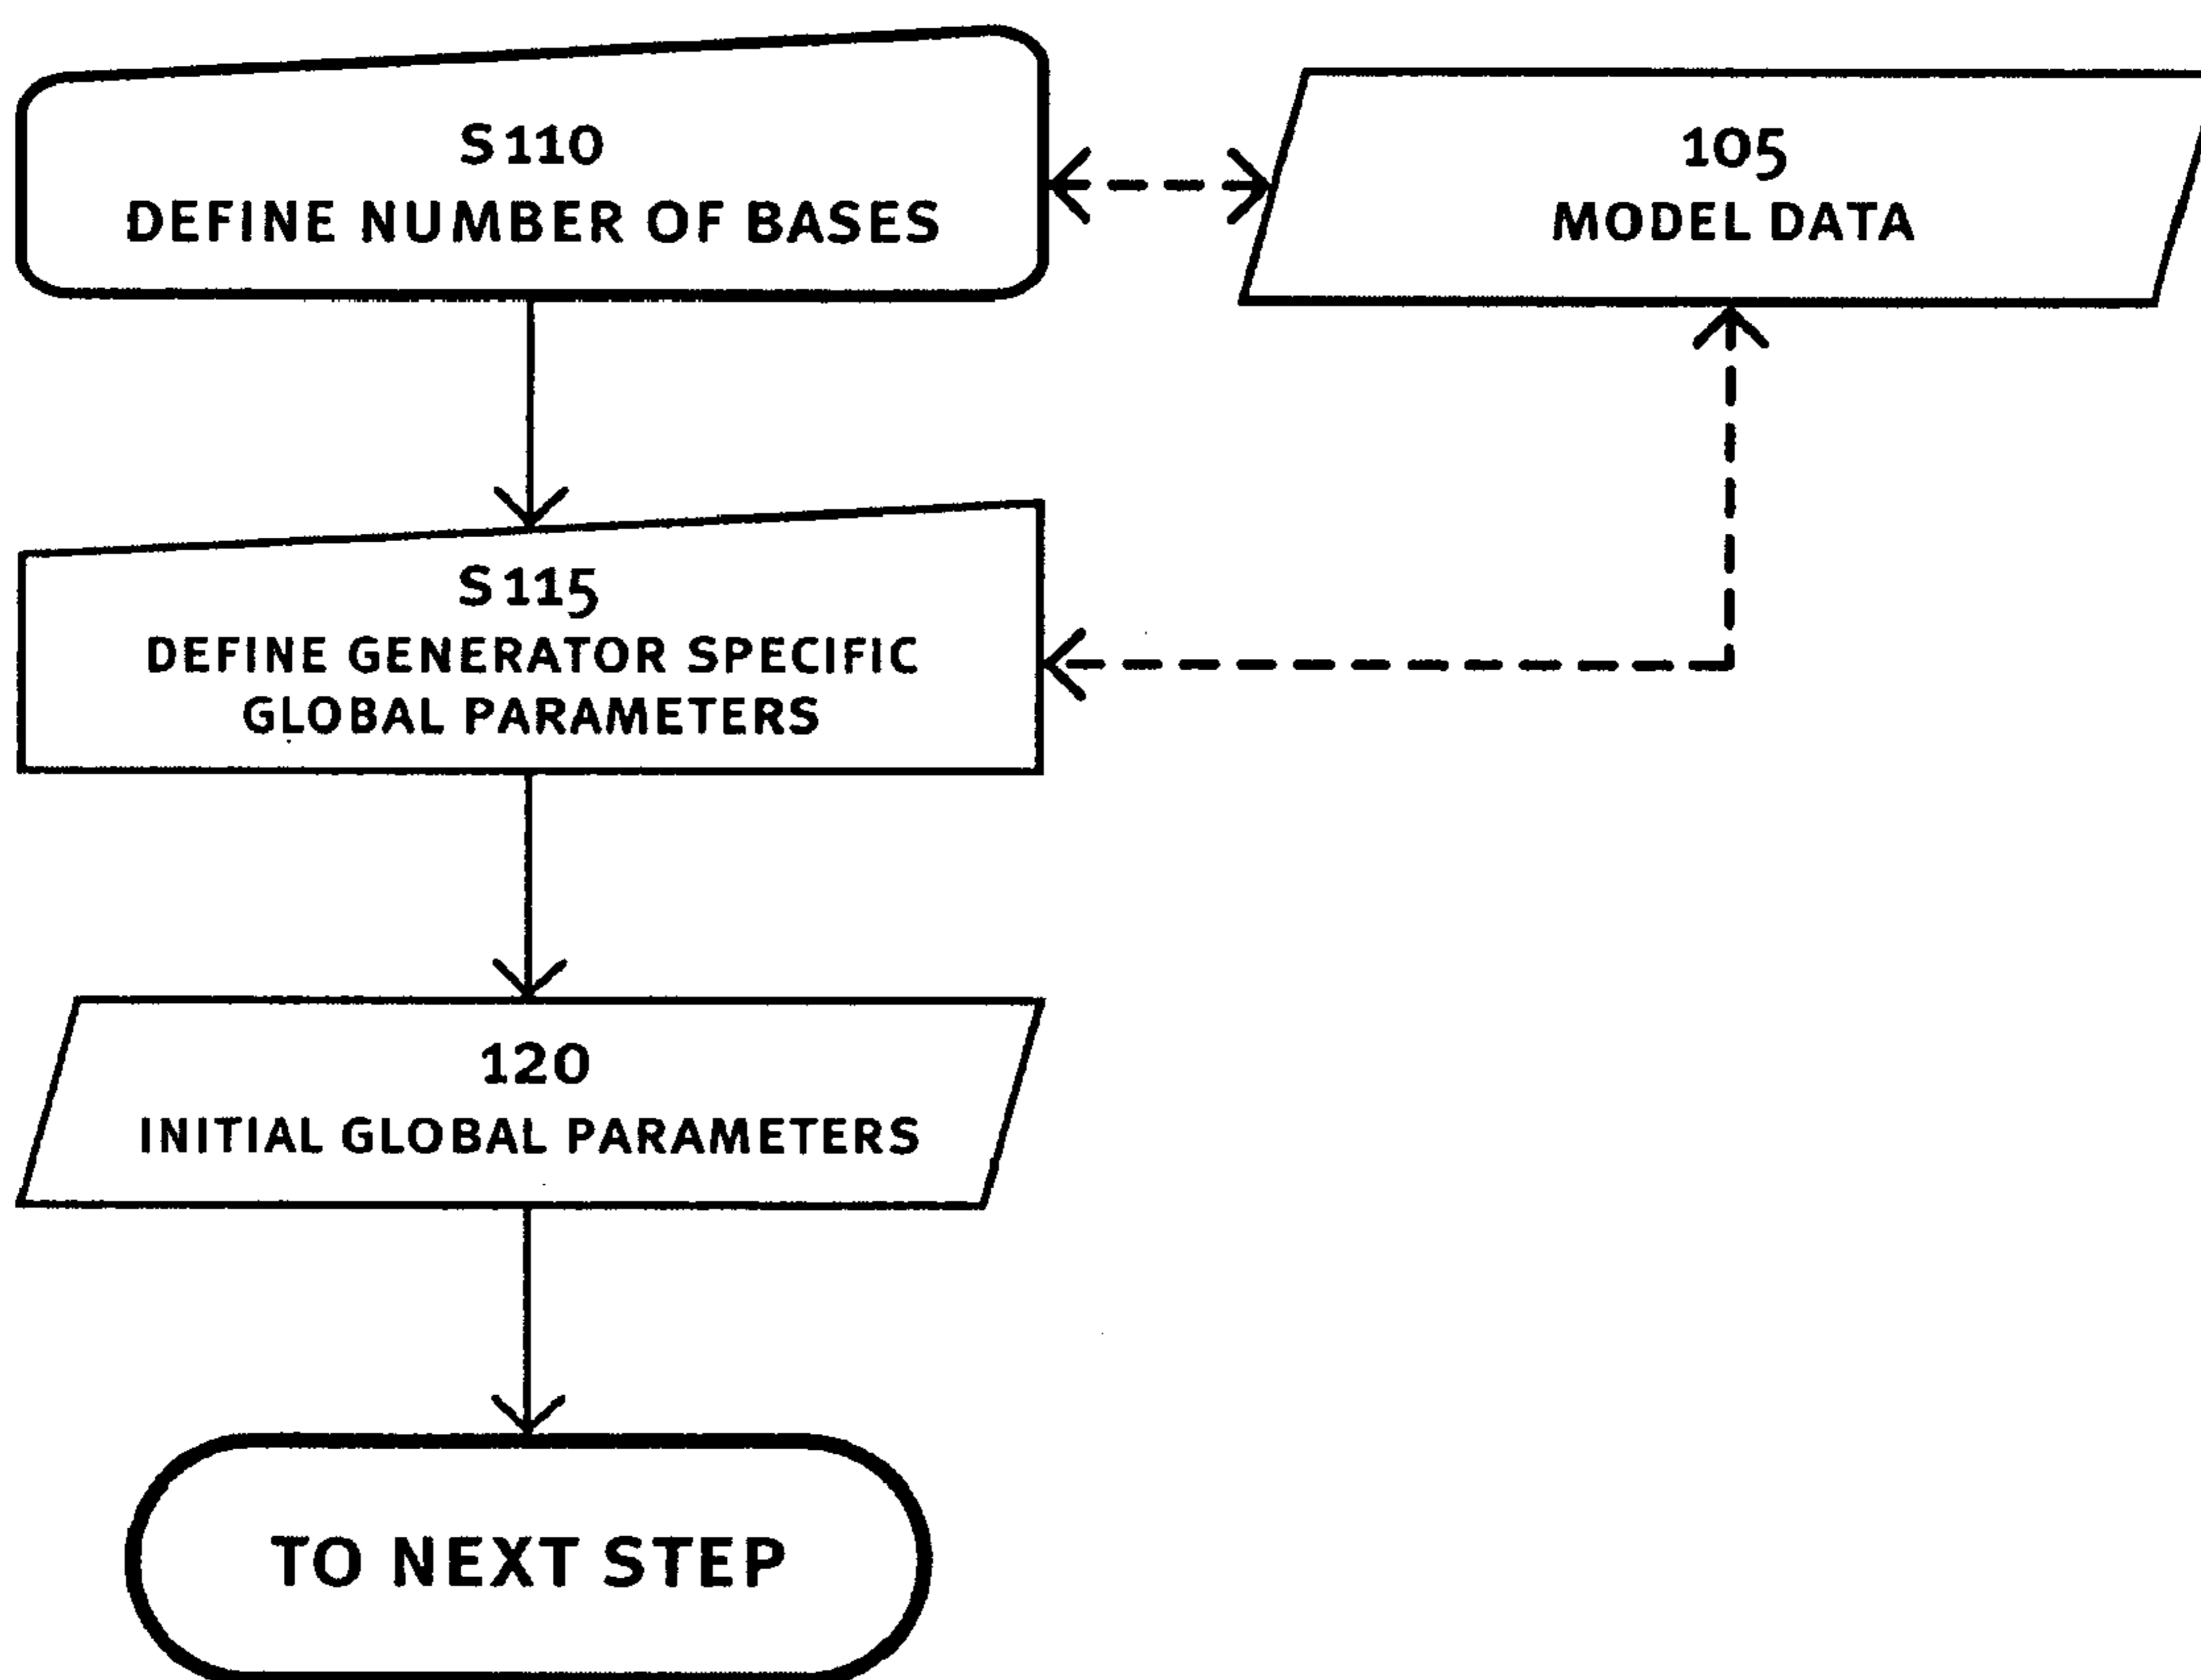 S110
DEFINE NUMBER OF BASES
105
MODEL DATA
S115
DEFINE GENERATOR SPECIFIC
GLOBAL PARAMETERS
120
INITIAL GLOBAL PARAMETERS
TO NEXT STEP